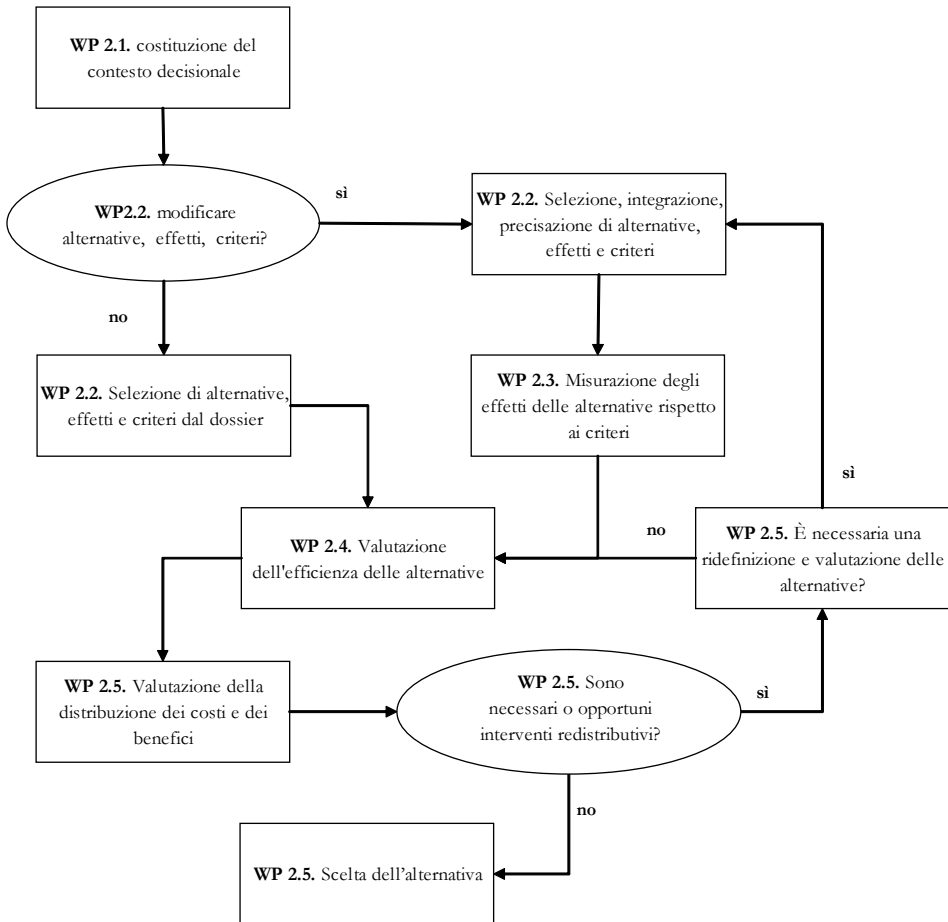 WP 2.1. costituzione del
contesto decisionale
sì
WP2.2. modificare
alternative, effetti, criteri?
WP 2.2. Selezione, integrazione,
precisazione di alternative,
effetti e criteri
no
WP 2.2. Selezione di alternative,
effetti e criteri dal dossier
WP 2.3. Misurazione degli
effetti delle alternative rispetto
ai criteri
sì
WP 2.4. Valutazione
dell'efficienza delle alternative
no
WP 2.5. È necessaria una
ridefinizione e valutazione delle
alternative?
WP 2.5. Valutazione della
distribuzione dei costi e dei
benefici
WP 2.5. Sono
necessari o opportuni
interventi redistributivi?
sì
no
WP 2.5. Scelta dell’alternativa